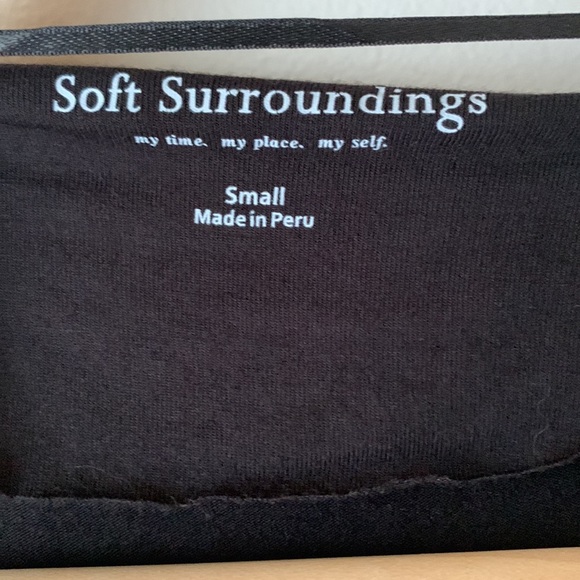 Soft Surroundings
my time. my place. my self.
Small
Made in Peru